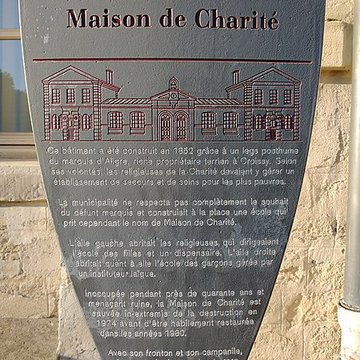 Maison de Charité
Ce bâtiment a été construit en 1852 grâce à un legs posthume
du marquis d'Aligre, riche propriétaire terrien à Croissy. Selon
ses volontés, les religieuses de la Charité devaient y gérer un
établissement de secours et de soins pour les plus pauvres.
La municipalité ne respecta pas complètement le souhait
du défunt marquis et construisit à la place une école qui
prit cependant le nom de Maison de Charité.
L'aile gauche abritait les religieuses qui dirigeaient
l'école des filles et un dispensaire. L'aile droite
abritait quant à elle l'école des garçons gérée par
un instituteur laïque.
Inoccupée pendant près de quarante ans et
menaçant ruine, la Maison de Charité est
sauvée in-extremis de la destruction en
1974 avant d'être habilement restaurée
dans les années 1980.
Avec son fronton et son campanile,